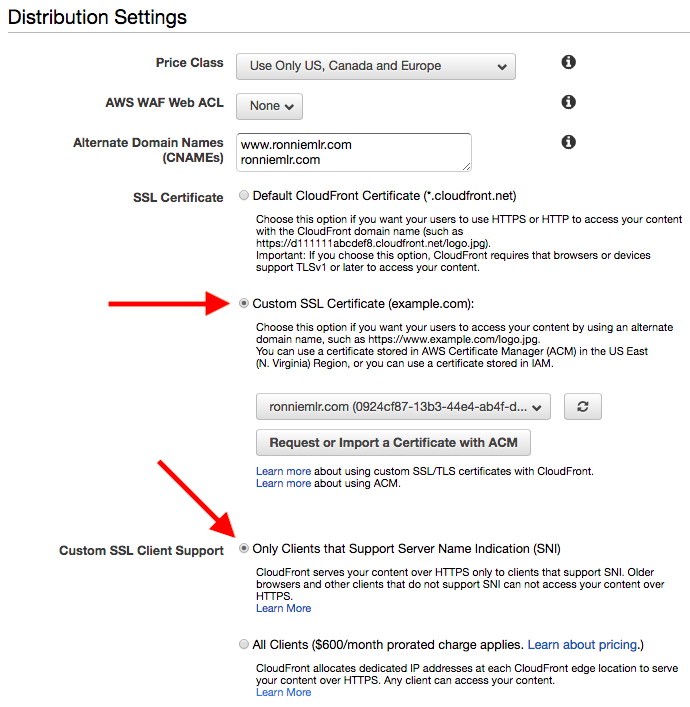 Distribution Settings
Price Class
Use Only US, Canada and Europe
AWS WAF Web ACL
None
Alternate Domain Names
(CNAMEs)
www.ronniemlr.com
ronniemlr.com
SSL Certificate
Default CloudFront Certificate (*.cloudfront.net)
Choose this option if you want your users to use HTTPS or HTTP to access your content
with the CloudFront domain name (such as
https://d111111abcdef8.cloudfront.net/logo.jpg).
Important: If you choose this option, CloudFront requires that browsers or devices
support TLSv1 or later to access your content.
Custom SSL Certificate (example.com):
Choose this option if you want your users to access your content by using an alternate
domain name, such as https://www.example.com/logo.jpg.
You can use a certificate stored in AWS Certificate Manager (ACM) in the US East
(N. Virginia) Region, or you can use a certificate stored in IAM.
ronniemlr.com (0924cf87-13b3-44e4-ab4f-d...
Request or Import a Certificate with ACM
Learn more about using custom SSL/TLS certificates with CloudFront.
Learn more about using ACM.
Custom SSL Client Support
Only Clients that Support Server Name Indication (SNI)
CloudFront serves your content over HTTPS only to clients that support SNI. Older
browsers and other clients that do not support SNI can not access your content over
HTTPS.
Learn More
All Clients ($600/month prorated charge applies. Learn about pricing.)
CloudFront allocates dedicated IP addresses at each CloudFront edge location to serve
your content over HTTPS. Any client can access your content.
Learn More